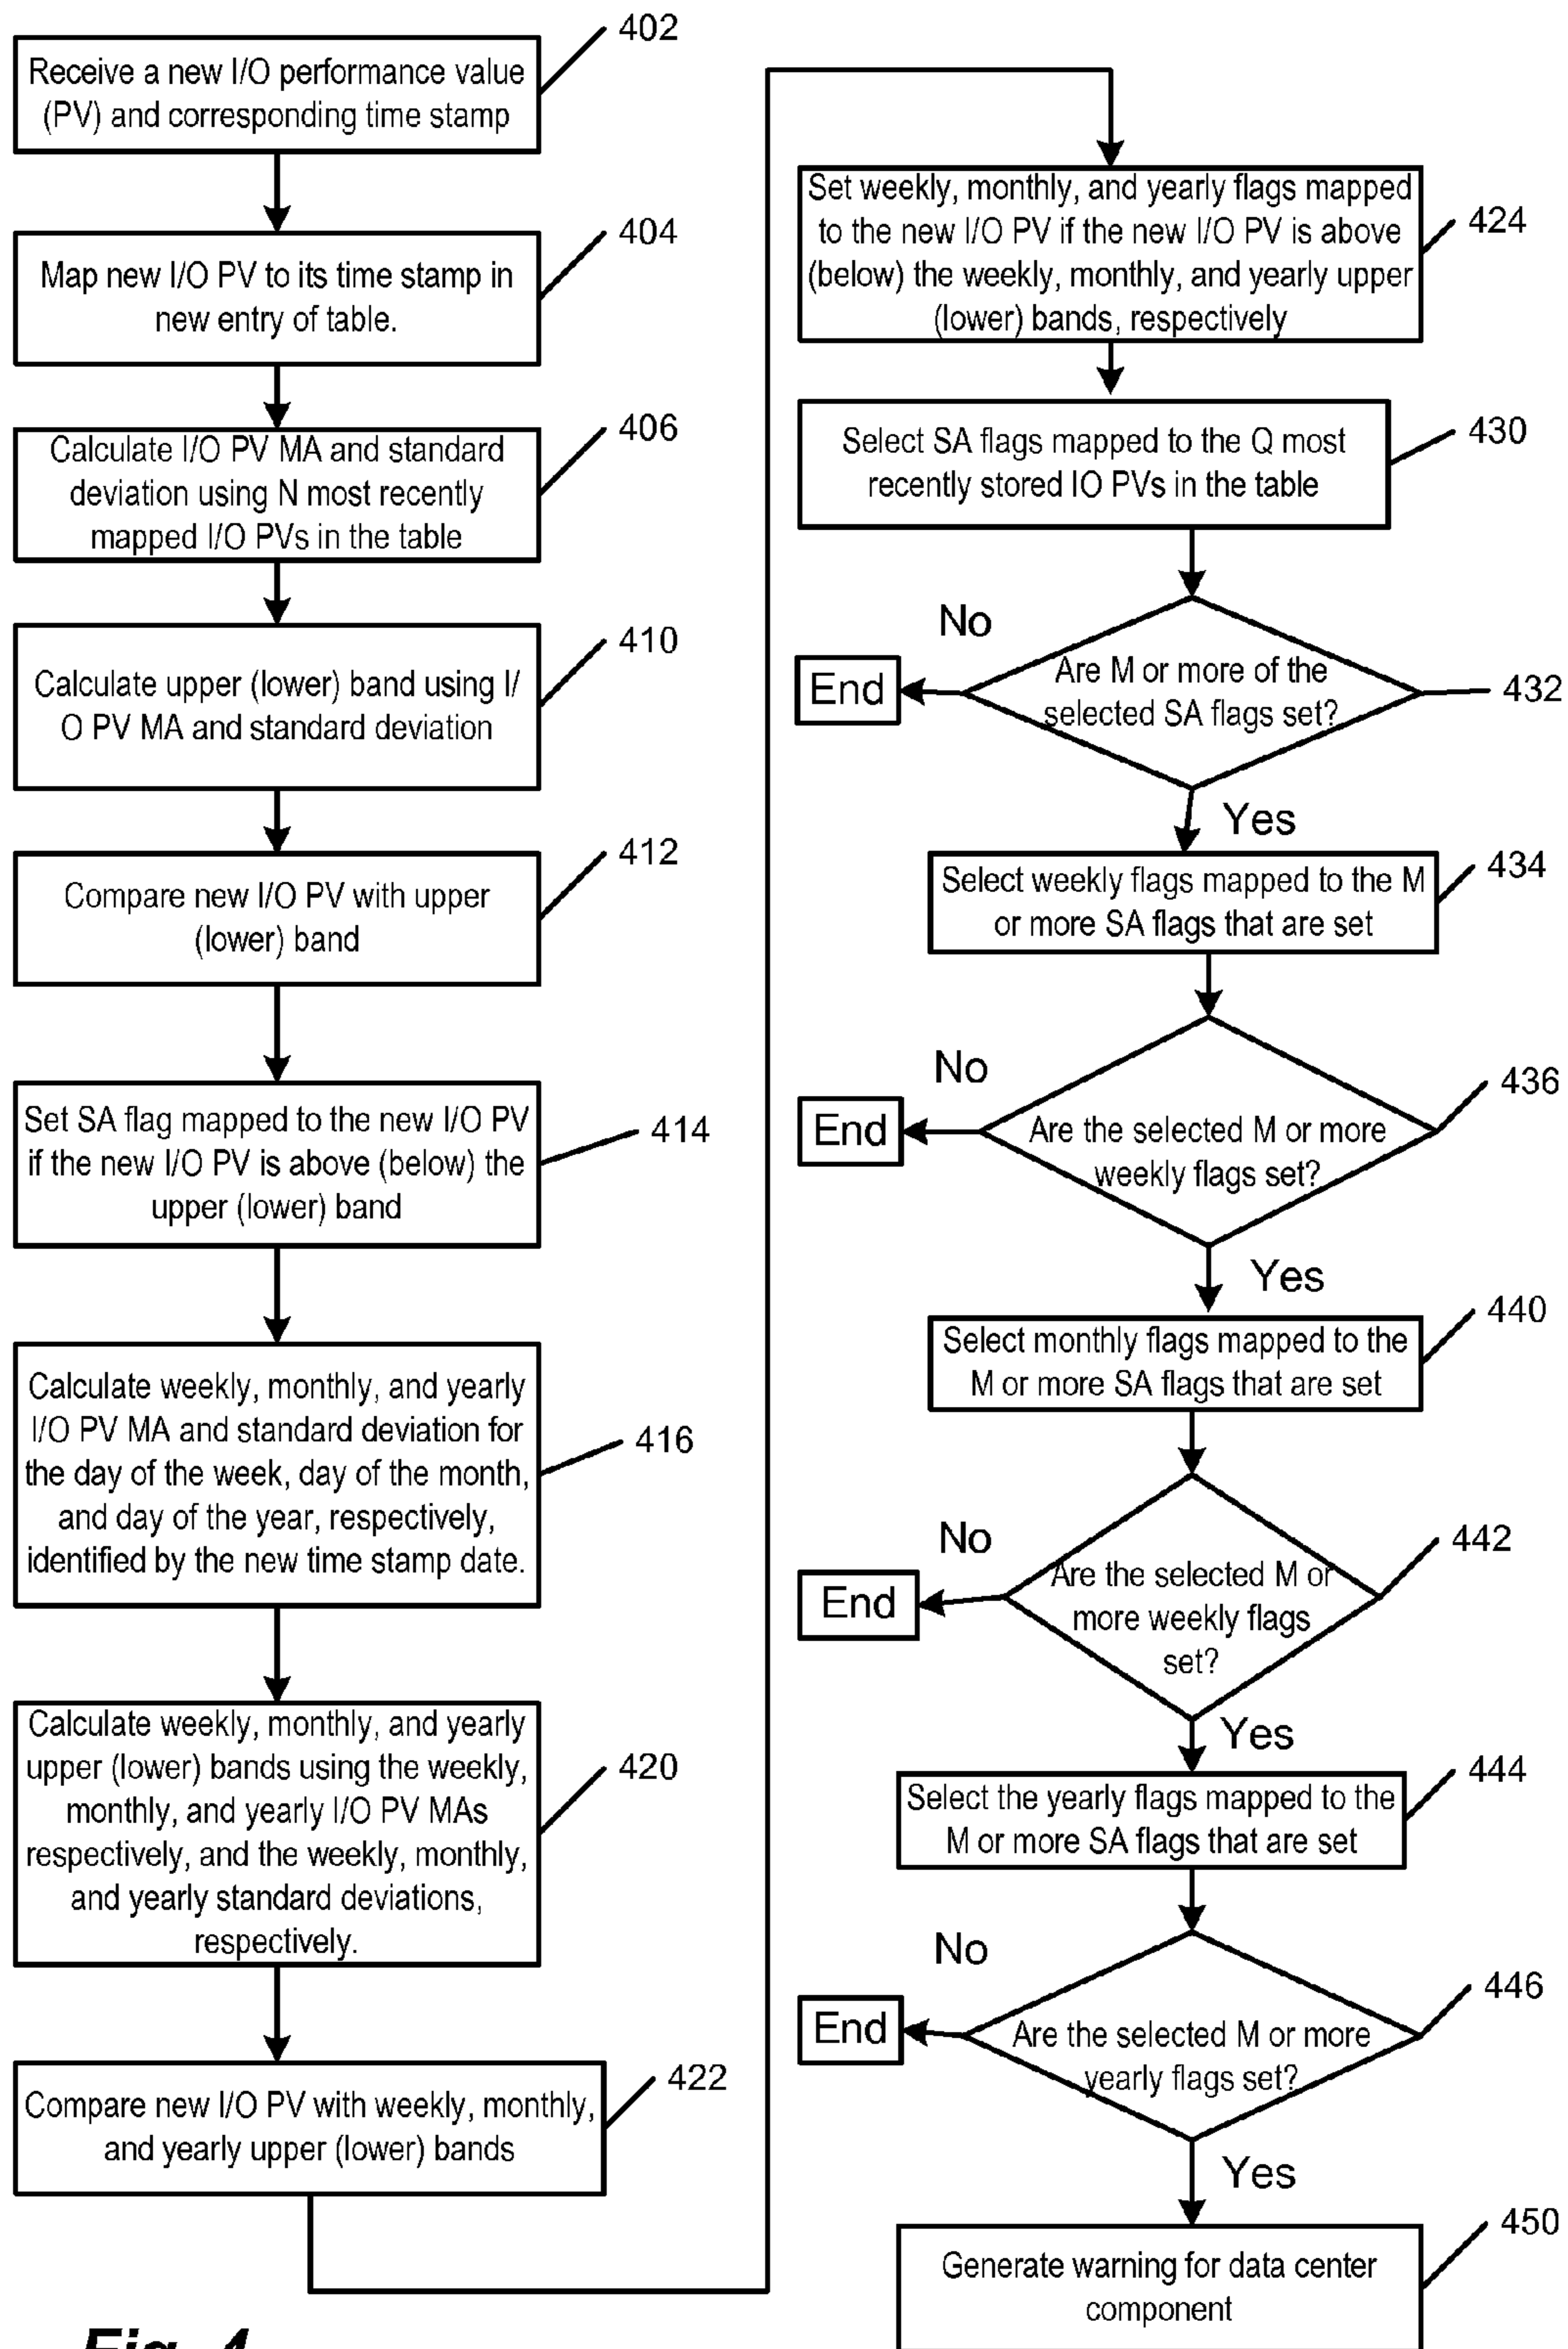 402
Receive a new I/O performance value
(PV) and corresponding time stamp
404
Map new I/O PV to its time stamp in
new entry of table.
406
Calculate I/O PV MA and standard
deviation using N most recently
mapped I/O PVs in the table
410
Calculate upper (lower) band using I/
O PV MA and standard deviation
412
Compare new I/O PV with upper
(lower) band
414
Set SA flag mapped to the new I/O PV
if the new I/O PV is above (below) the
upper (lower) band
416
Calculate weekly, monthly, and yearly
I/O PV MA and standard deviation for
the day of the week, day of the month,
and day of the year, respectively,
identified by the new time stamp date.
420
Calculate weekly, monthly, and yearly
upper (lower) bands using the weekly,
monthly, and yearly I/O PV MAs
respectively, and the weekly, monthly,
and yearly standard deviations,
respectively.
422
Compare new I/O PV with weekly, monthly,
and yearly upper (lower) bands
Set weekly, monthly, and yearly flags mapped
to the new I/O PV if the new I/O PV is above
(below) the weekly, monthly, and yearly upper
(lower) bands, respectively
424
Select SA flags mapped to the Q most
recently stored IO PVs in the table
430
No
End
Are M or more of the
selected SA flags set?
432
Yes
Select weekly flags mapped to the M
or more SA flags that are set
434
No
End
Are the selected M or more
weekly flags set?
436
Yes
Select monthly flags mapped to the
M or more SA flags that are set
440
No
End
Are the selected M or
more weekly flags
set?
442
Yes
Select the yearly flags mapped to the
M or more SA flags that are set
444
No
End
Are the selected M or more
yearly flags set?
446
Yes
Generate warning for data center
component
450
Fig. 4